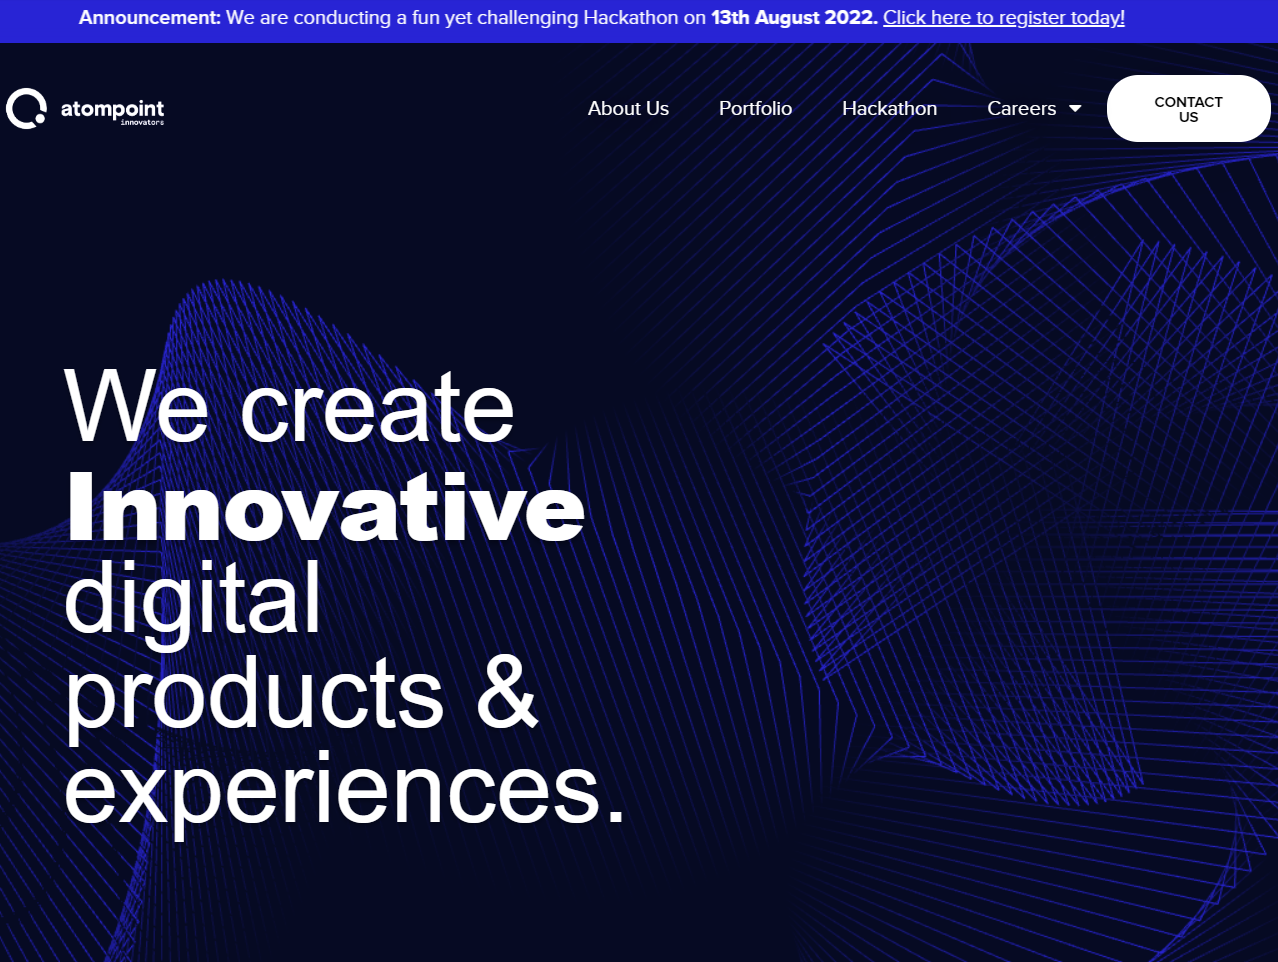 Announcement: We are conducting a fun yet challenging Hackathon on 13th August 2022. Click here to register today!
atompoint
innovators
About Us
Portfolio
Hackathon
Careers
CONTACT
US
We create
Innovative
digital
products &
experiences.